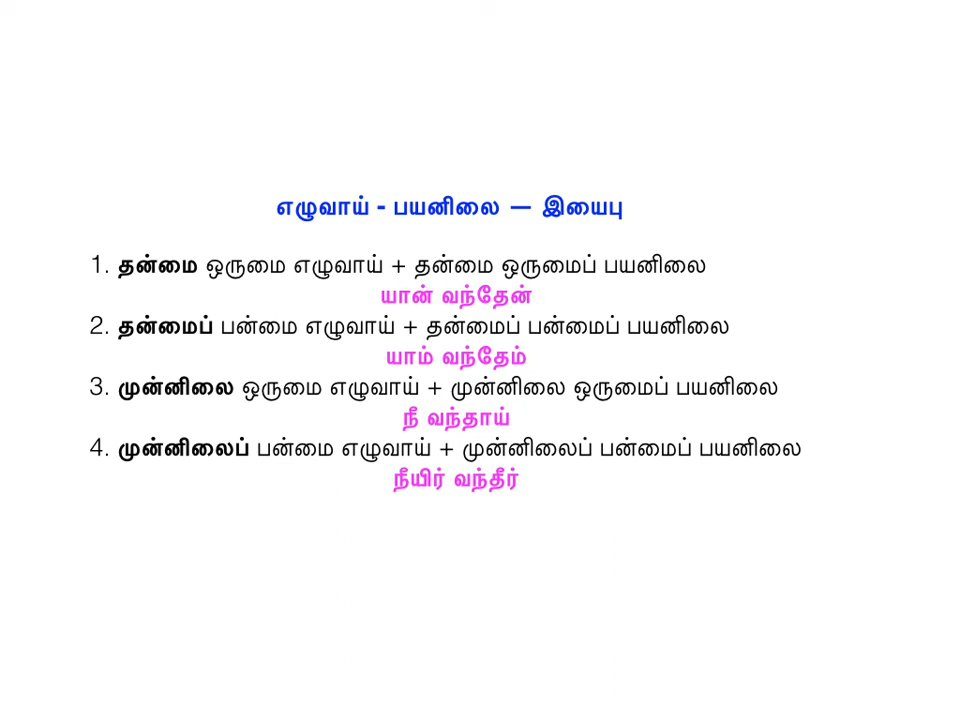 எழுவாய் - பயனிலை — இயைபு
1. தன்மை ஒருமை எழுவாய் + தன்மை ஒருமைப் பயனிலை
யான் வந்தேன்
2. தன்மைப் பன்மை எழுவாய் + தன்மைப் பன்மைப் பயனிலை
யாம் வந்தேம்
3. முன்னிலை ஒருமை எழுவாய் + முன்னிலை ஒருமைப் பயனிலை
நீ வந்தாய்
4. முன்னிலைப் பன்மை எழுவாய் + முன்னிலைப் பன்மைப் பயனிலை
நீயிர் வந்தீர்